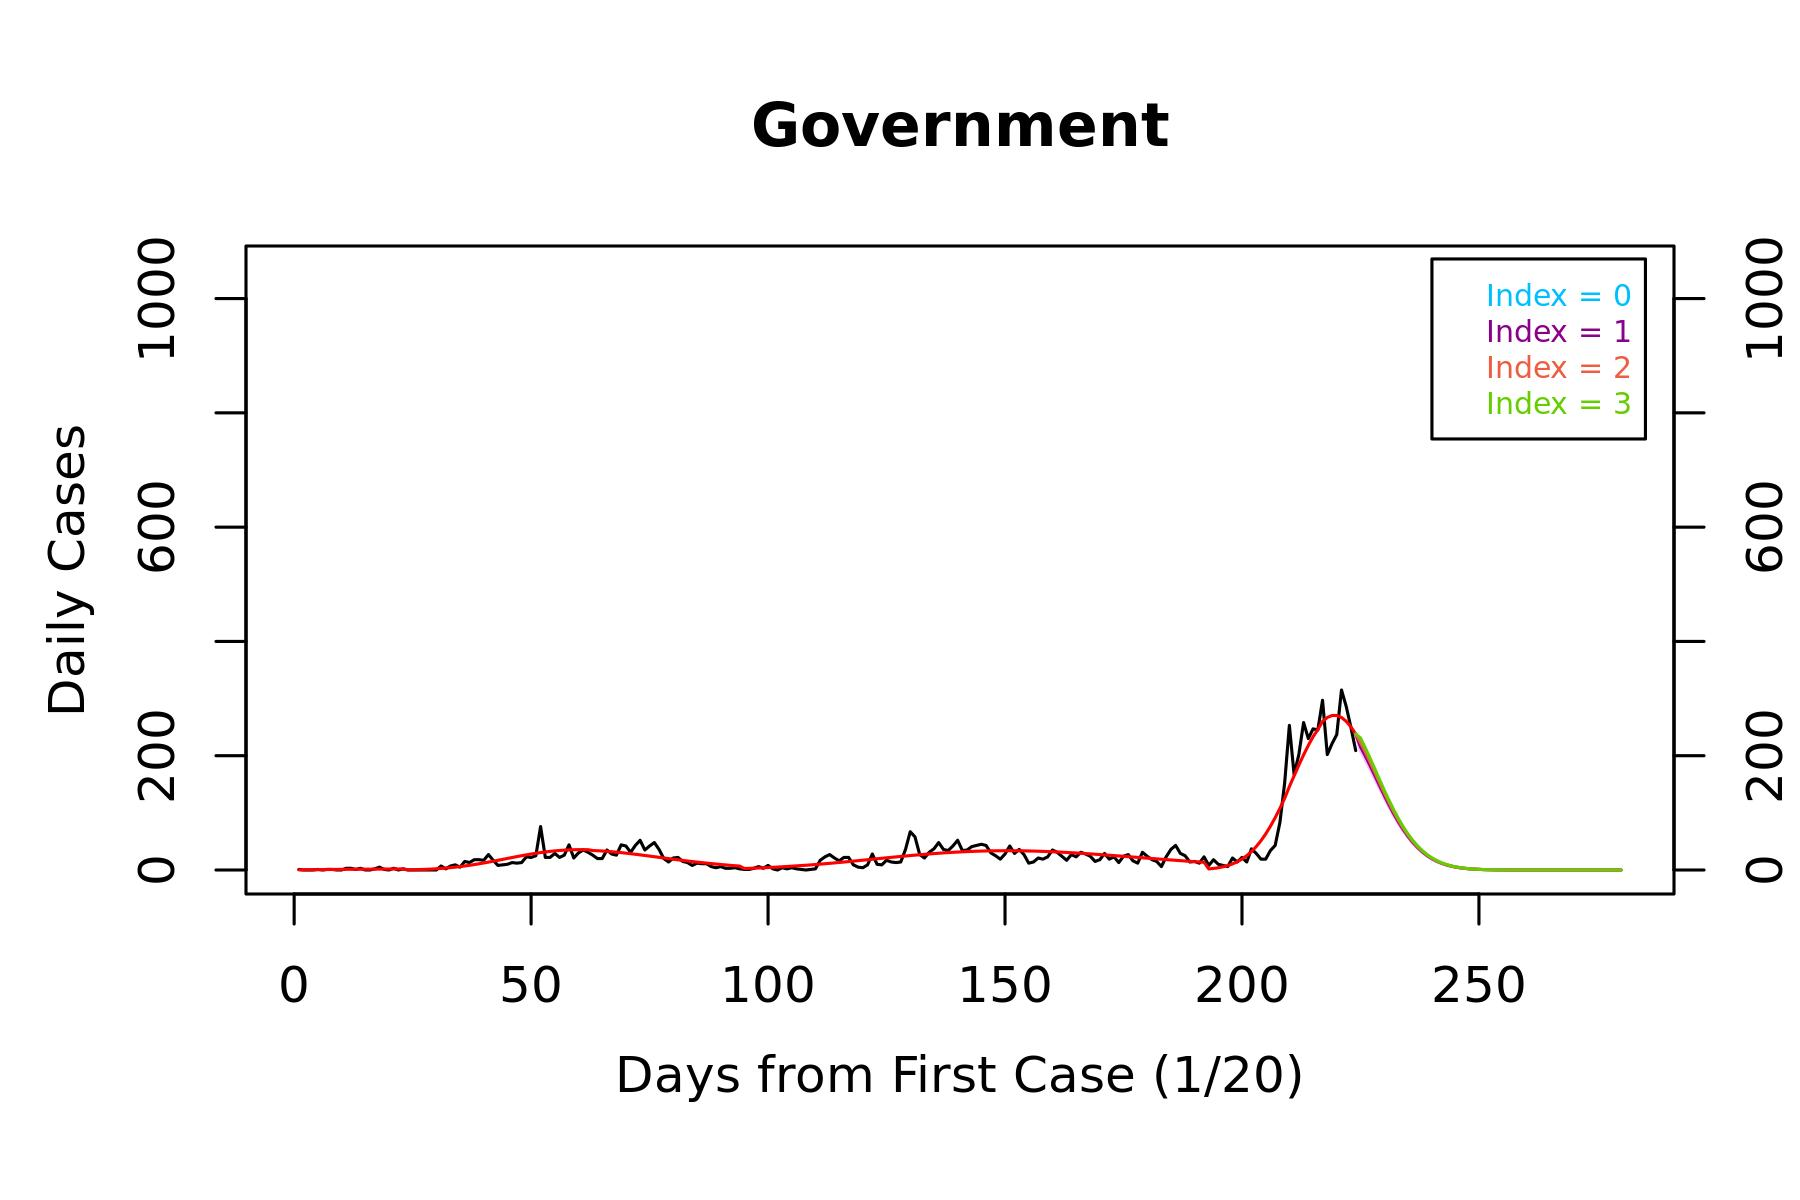 Government
Daily Cases
1000
600
200
0
Index = 0
Index = 1
Index = 2
Index = 3
1000
600
200
0
0 50 100 150 200 250
Days from First Case (1/20)